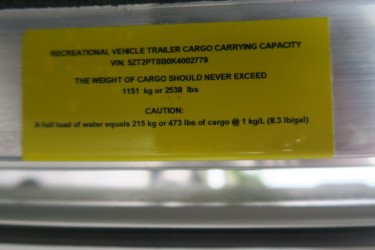 RECREATIONAL VEHICLE TRAILER CARGO CARRYING CAPACITY
VIN: 5ZT2PTSB0K4002779
THE WEIGHT OF CARGO SHOULD NEVER EXCEED
1151 kg or 2538 lbs
CAUTION:
A full load of water equals 215 kg or 473 lbs of cargo @ 1 kg/L (8.3 lb/gal)